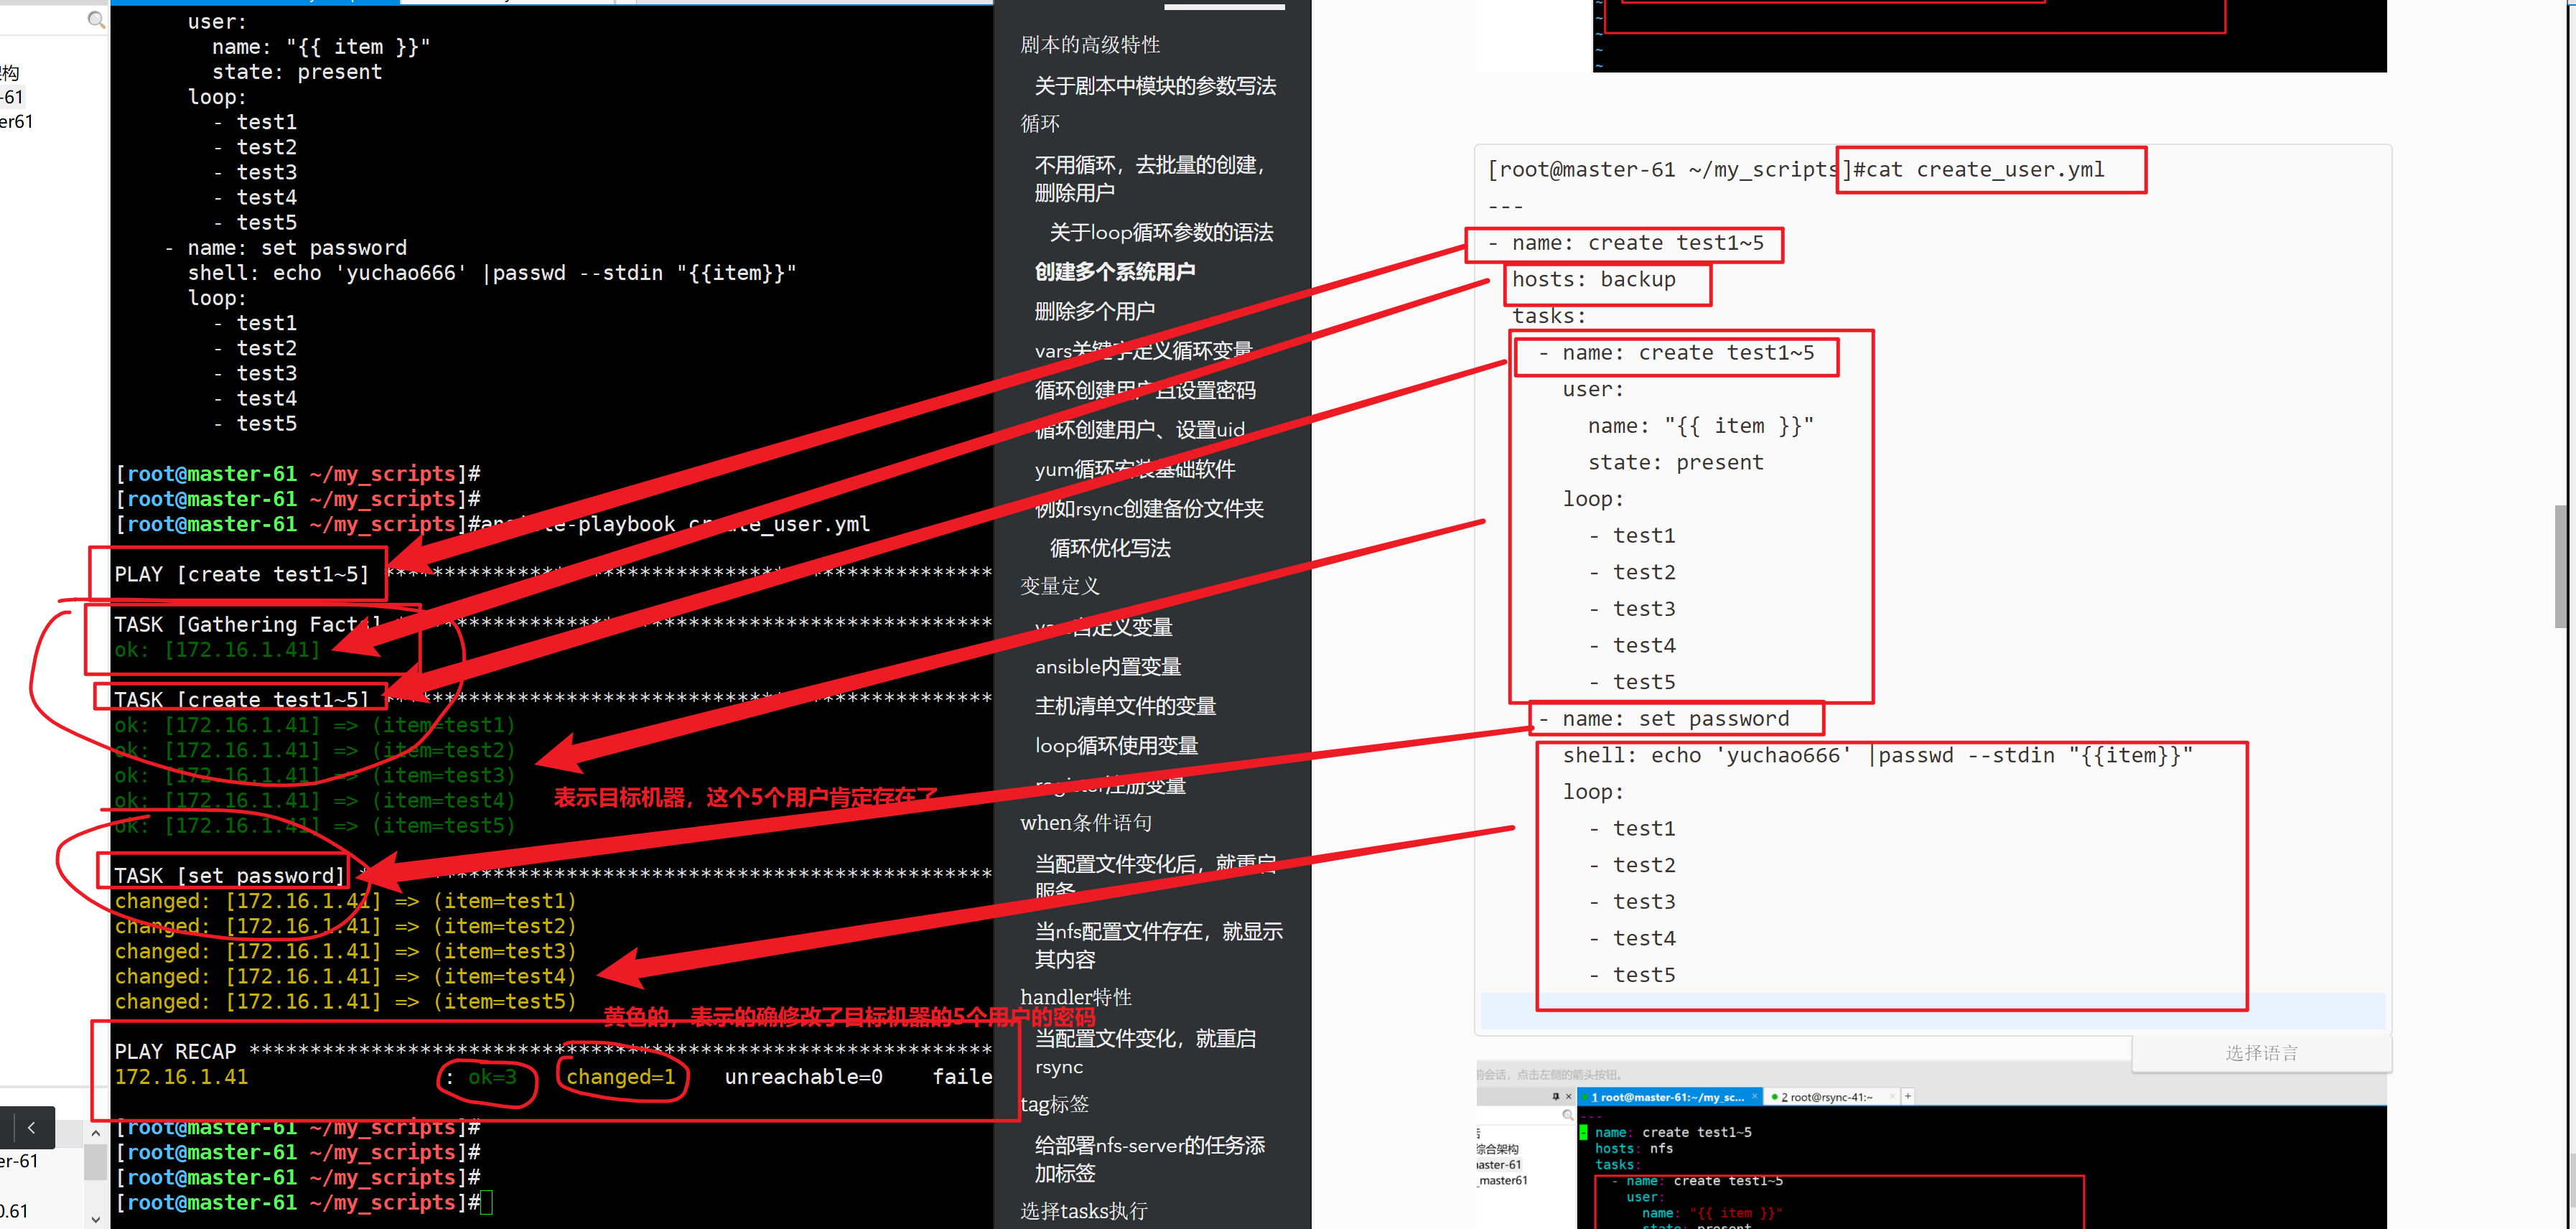 架构
-61
er61
er-61
0.61
user:
name: "{{ item }}"
state: present
loop:
- test1
- test2
- test3
- test4
- test5
- name: set password
shell: echo 'yuchao666' |passwd --stdin "{{item}}"
loop:
- test1
- test2
- test3
- test4
- test5
[root@master-61 ~/my_scripts]#
[root@master-61 ~/my_scripts]#
[root@master-61 ~/my_scripts]#ansible-playbook create_user.yml
PLAY [create test1~5] **************************************************
TASK [Gathering Facts] *************************************************
ok: [172.16.1.41]
TASK [create test1~5] **************************************************
ok: [172.16.1.41] => (item=test1)
ok: [172.16.1.41] => (item=test2)
ok: [172.16.1.41] => (item=test3)
ok: [172.16.1.41] => (item=test4)
ok: [172.16.1.41] => (item=test5)
表示目标机器，这个5个用户肯定存在了
TASK [set password] ****************************************************
changed: [172.16.1.41] => (item=test1)
changed: [172.16.1.41] => (item=test2)
changed: [172.16.1.41] => (item=test3)
changed: [172.16.1.41] => (item=test4)
changed: [172.16.1.41] => (item=test5)
黄色的，表示的确修改了目标机器的5个用户的密码
PLAY RECAP *************************************************************
172.16.1.41 : ok=3 changed=1 unreachable=0 faile
[root@master-61 ~/my_scripts]#
[root@master-61 ~/my_scripts]#
[root@master-61 ~/my_scripts]#
[root@master-61 ~/my_scripts]#
剧本的高级特性
关于剧本中模块的参数写法
循环
不用循环，去批量的创建，
删除用户
关于loop循环参数的语法
创建多个系统用户
删除多个用户
vars关键字定义循环变量
循环创建用户且设置密码
循环创建用户、设置uid
yum循环安装基础软件
例如rsync创建备份文件夹
循环优化写法
变量定义
vars自定义变量
ansible内置变量
主机清单文件的变量
loop循环使用变量
register注册变量
when条件语句
当配置文件变化后，就重启
服务
当nfs配置文件存在，就显示
其内容
handler特性
当配置文件变化，就重启
rsync
tag标签
给部署nfs-server的任务添
加标签
选择tasks执行
[root@master-61 ~/my_scripts]#cat create_user.yml
---
- name: create test1~5
hosts: backup
tasks:
- name: create test1~5
user:
name: "{{ item }}"
state: present
loop:
- test1
- test2
- test3
- test4
- test5
- name: set password
shell: echo 'yuchao666' |passwd --stdin "{{item}}"
loop:
- test1
- test2
- test3
- test4
- test5
选择语言
前会话，点击左侧的箭头按钮。
1 root@master-61:~/my_sc...
2 root@rsync-41:~
综合架构
master-61
_master61
---
- name: create test1~5
hosts: nfs
tasks:
- name: create test1~5
user:
name: "{{ item }}"
state: present